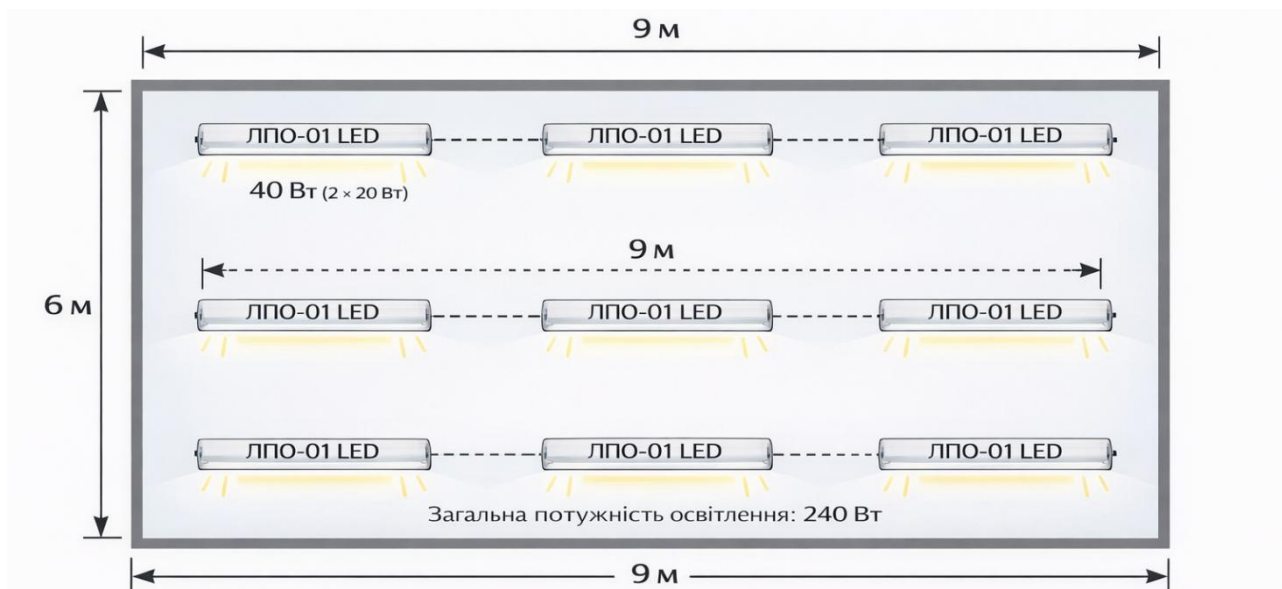 9 м
ЛПО-01 LED ЛПО-01 LED ЛПО-01 LED
40 Вт (2 × 20 Вт)
9 м
6 м
ЛПО-01 LED ЛПО-01 LED ЛПО-01 LED
ЛПО-01 LED ЛПО-01 LED ЛПО-01 LED
Загальна потужність освітлення: 240 Вт
9 м